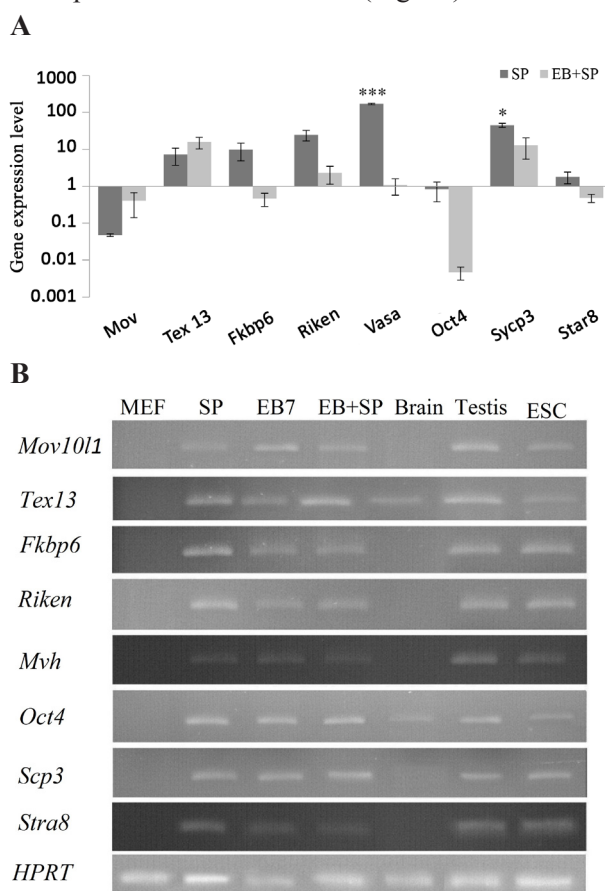 A
1000
100
10
1
0.1
0.01
0.001
Gene expression level
SP EB+SP
***
*
Mov Tex 13 Fkbp6 Riken Vasa Oct4 Sycp3 Star8
B
MEF SP EB7 EB+SP Brain Testis ESC
Mov10l1
Tex13
Fkbp6
Riken
Mvh
Oct4
Scp3
Stra8
HPRT